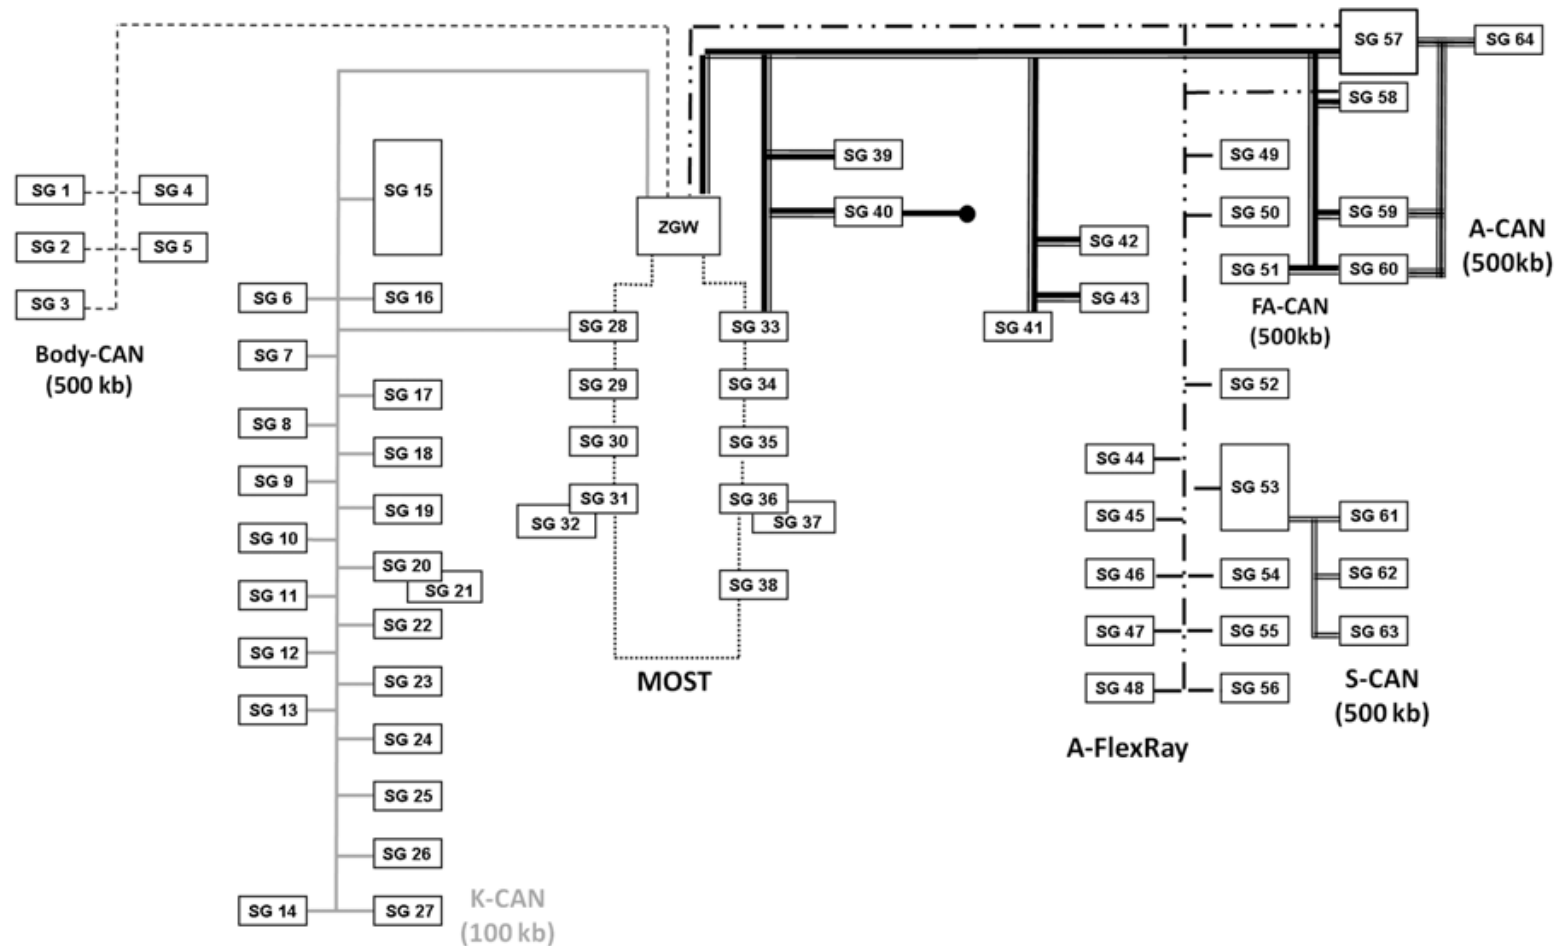 SG 57
SG 64
SG 58
SG 39
SG 49
SG 15
SG 1
SG 4
SG 40
SG 50
SG 59
ZGW
A-CAN
(500kb)
SG 2
SG 5
SG 42
SG 51
SG 60
SG 3
SG 6
SG 16
SG 43
FA-CAN
(500kb)
SG 28
SG 33
SG 41
Body-CAN
(500 kb)
SG 7
SG 29
SG 34
SG 52
SG 17
SG 8
SG 30
SG 35
SG 18
SG 44
SG 9
SG 31
SG 32
SG 36
SG 37
SG 53
SG 19
SG 45
SG 61
SG 10
SG 20
SG 21
SG 46
SG 54
SG 62
SG 11
SG 38
SG 22
SG 47
SG 55
SG 63
SG 12
SG 23
MOST
SG 48
SG 56
S-CAN
(500 kb)
SG 13
SG 24
A-FlexRay
SG 25
SG 26
SG 14
SG 27
K-CAN
(100 kb)